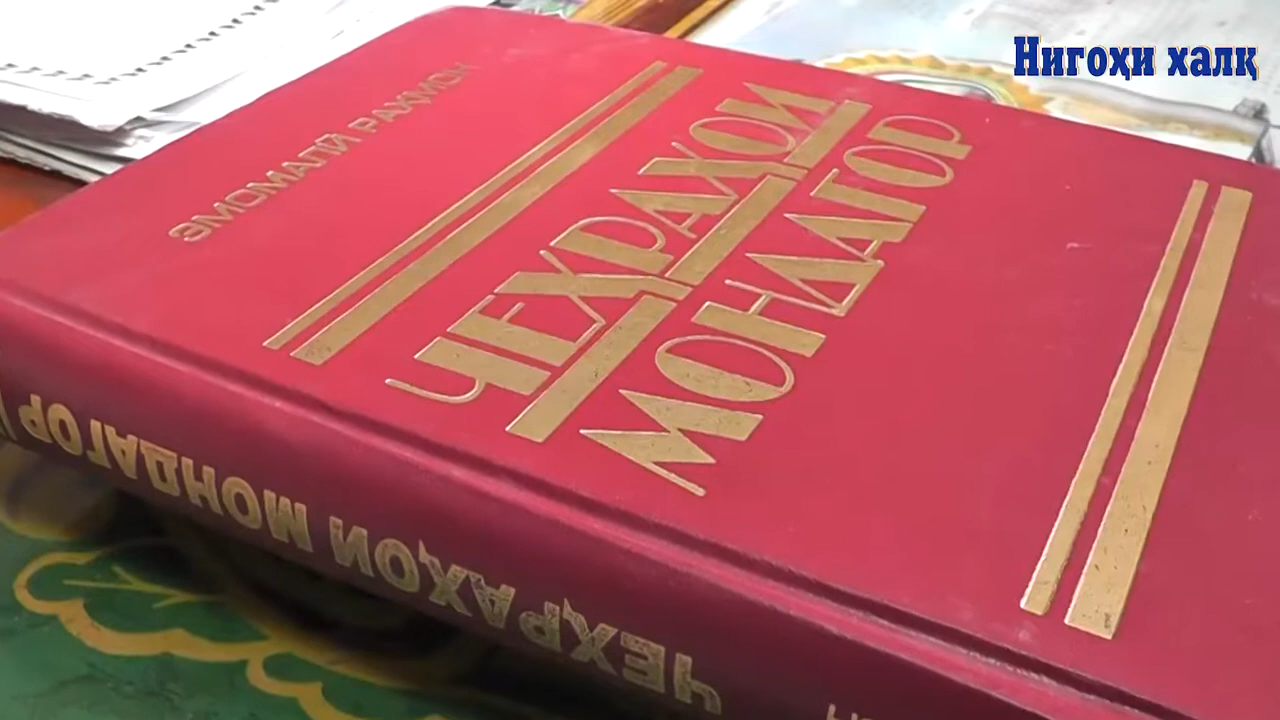 Нигоҳи халқ
ЭМОМАЛӢ РАҲМОН
ЧЕҲРАҲОИ
МОНДАГОР
ЧЕҲРАҲОИ МОНДАГОР